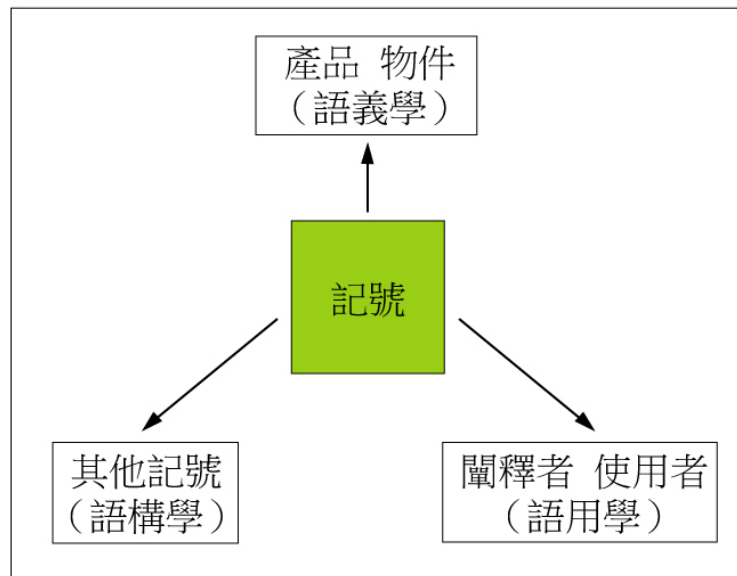 產品 物件
（語義學）
記號
其他記號
（語構學）
闡釋者 使用者
（語用學）